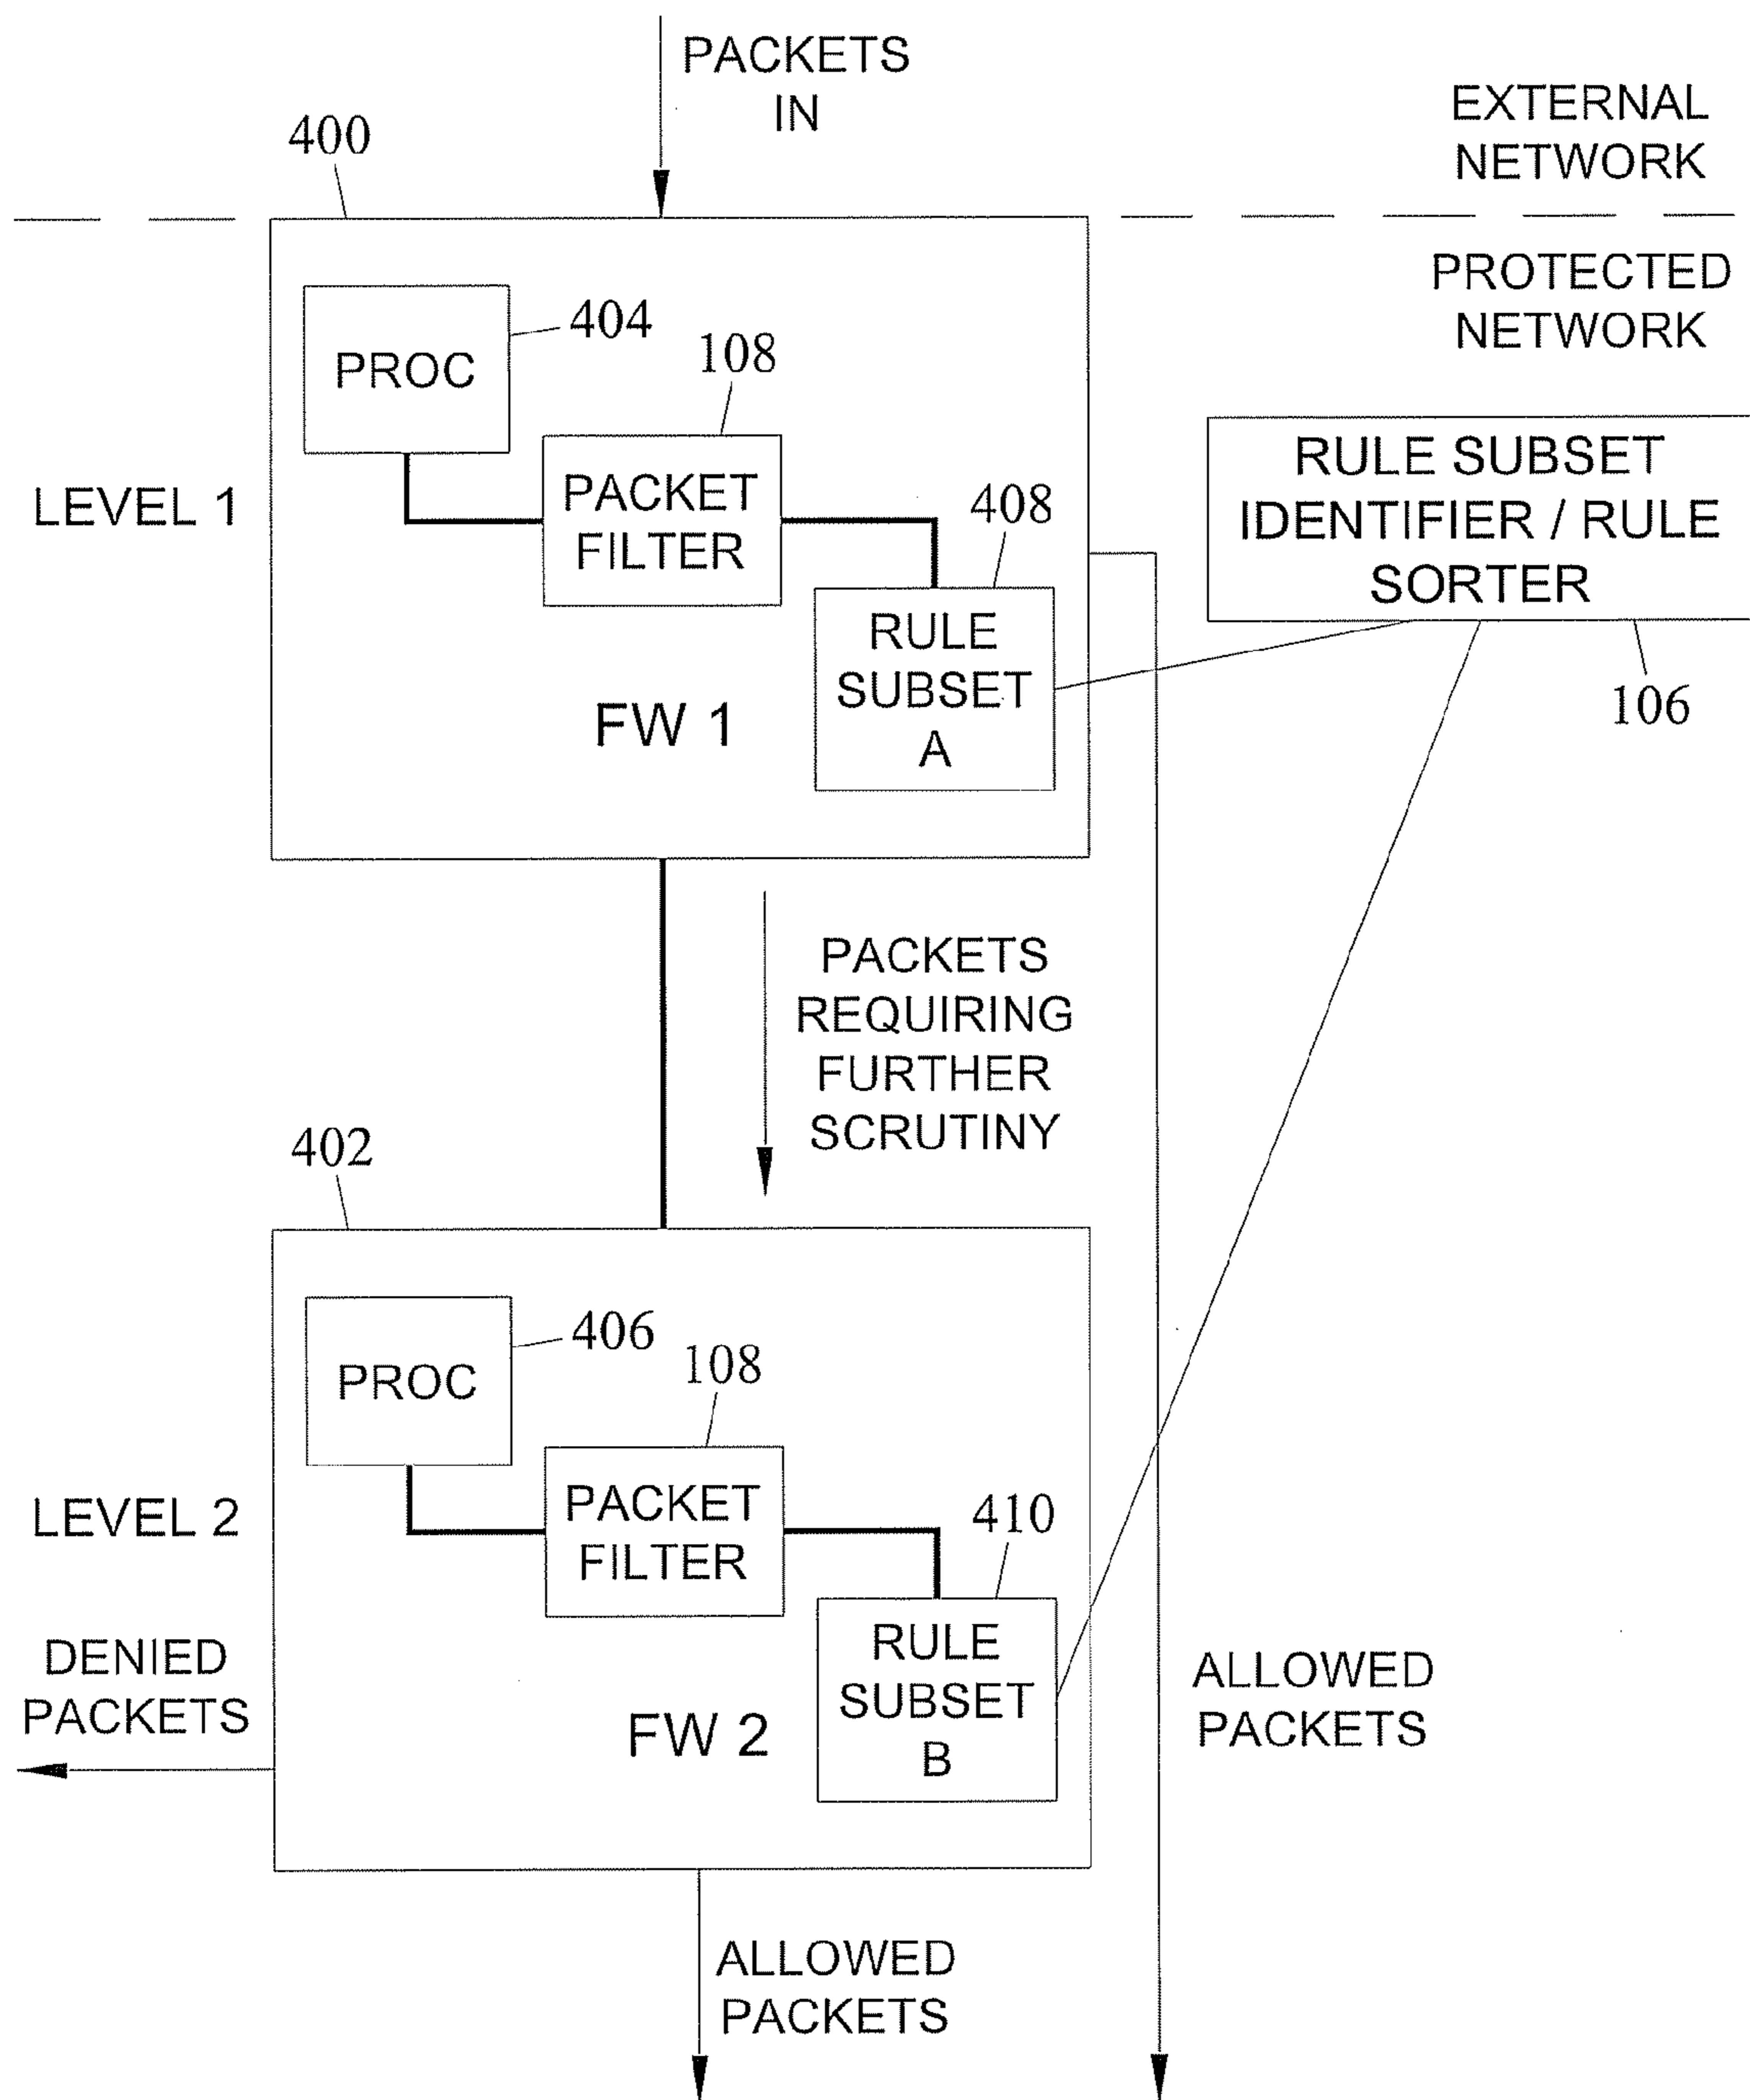 PACKETS
IN
EXTERNAL
NETWORK
400
PROTECTED
NETWORK
404
PROC
108
PACKET
FILTER
LEVEL 1
408
RULE
SUBSET
A
FW 1
RULE SUBSET
IDENTIFIER / RULE
SORTER
106
PACKETS
REQUIRING
FURTHER
SCRUTINY
402
406
PROC
108
PACKET
FILTER
LEVEL 2
410
RULE
SUBSET
B
FW 2
DENIED
PACKETS
ALLOWED
PACKETS
ALLOWED
PACKETS